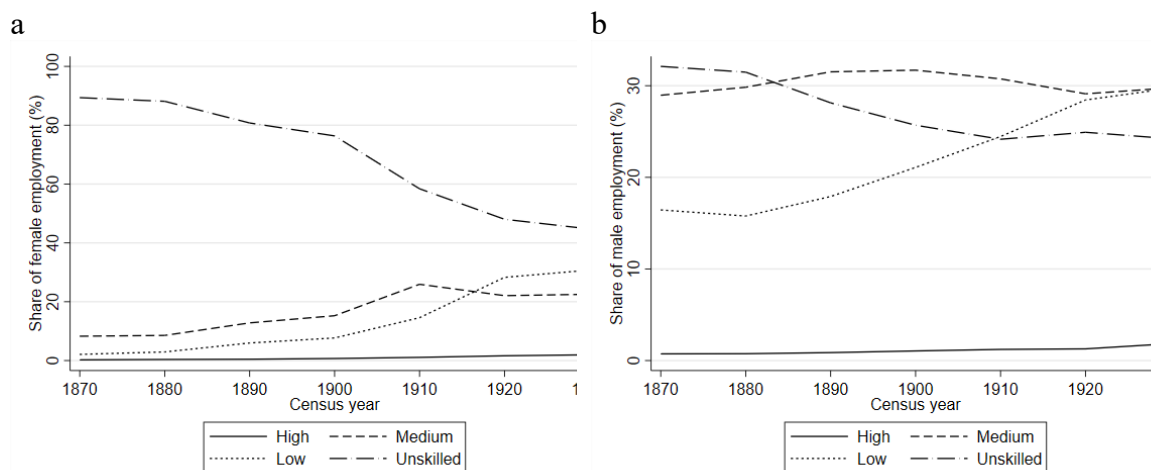 a
Share of female employment (%)
100
80
60
40
20
0
1870 1880 1890 1900 1910 1920
Census year
High Medium
Low Unskilled
b
Share of male employment (%)
30
20
10
0
1870 1880 1890 1900 1910 1920
Census year
High Medium
Low Unskilled